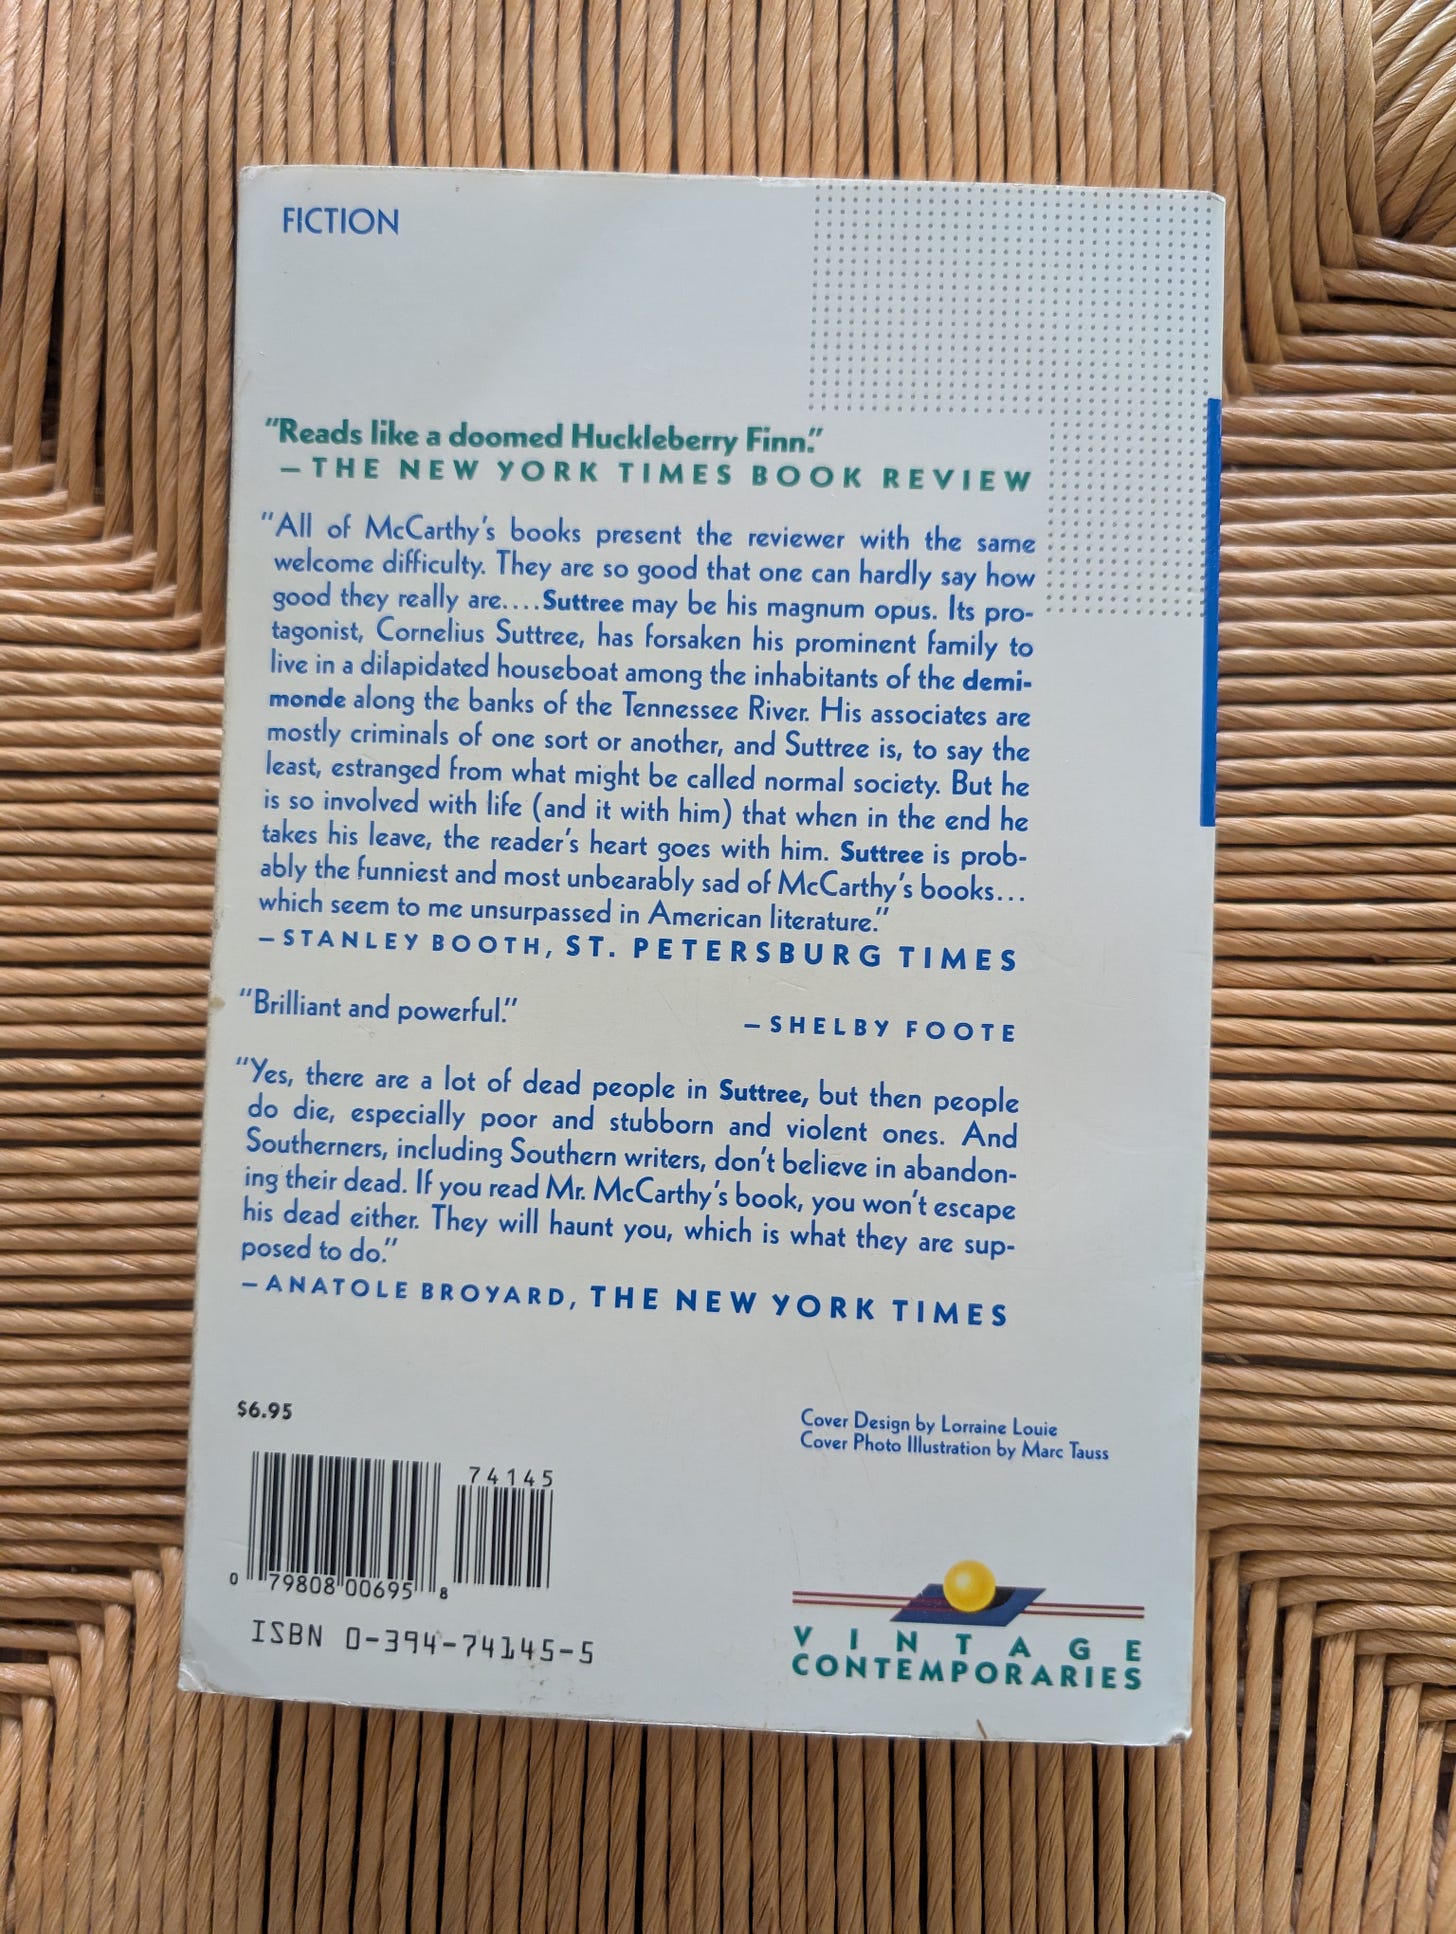 FICTION
“Reads like a doomed Huckleberry Finn.”
– THE NEW YORK TIMES BOOK REVIEW
“All of McCarthy’s books present the reviewer with the same
welcome difficulty. They are so good that one can hardly say how
good they really are....Suttree may be his magnum opus. Its pro-
tagonist, Cornelius Suttree, has forsaken his prominent family to
live in a dilapidated houseboat among the inhabitants of the demi-
monde along the banks of the Tennessee River. His associates are
mostly criminals of one sort or another, and Suttree is, to say the
least, estranged from what might be called normal society. But he
is so involved with life (and it with him) that when in the end he
takes his leave, the reader’s heart goes with him. Suttree is prob-
ably the funniest and most unbearably sad of McCarthy’s books...
which seem to me unsurpassed in American literature.”
– STANLEY BOOTH, ST. PETERSBURG TIMES
“Brilliant and powerful.”
– SHELBY FOOTE
“Yes, there are a lot of dead people in Suttree, but then people
do die, especially poor and stubborn and violent ones. And
Southerners, including Southern writers, don’t believe in abandon-
ing their dead. If you read Mr. McCarthy’s book, you won’t escape
his dead either. They will haunt you, which is what they are sup-
posed to do.”
– ANATOLE BROYARD, THE NEW YORK TIMES
$6.95
Cover Design by Lorraine Louie
Cover Photo Illustration by Marc Tauss
74145
0 79808 00695 8
ISBN 0-394-74145-5
VINTAGE
CONTEMPORARIES